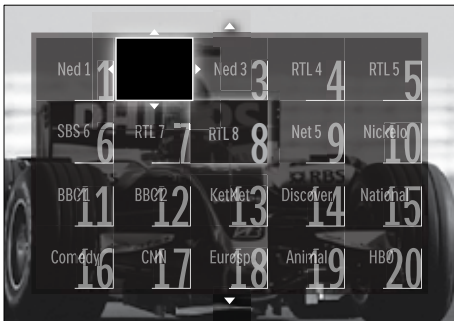 Ned 1 1 Ned 3 3 RTL 4 4 RTL 5 5
SBS 6 6 RTL 7 7 RTL 8 8 Net 5 9 Nickelo 10
BBC1 11 BBC2 12 KetNet 13 Discover 14 National 15
Comedy 16 CNN 17 Eurosp 18 Animal 19 HBO 20
RBS